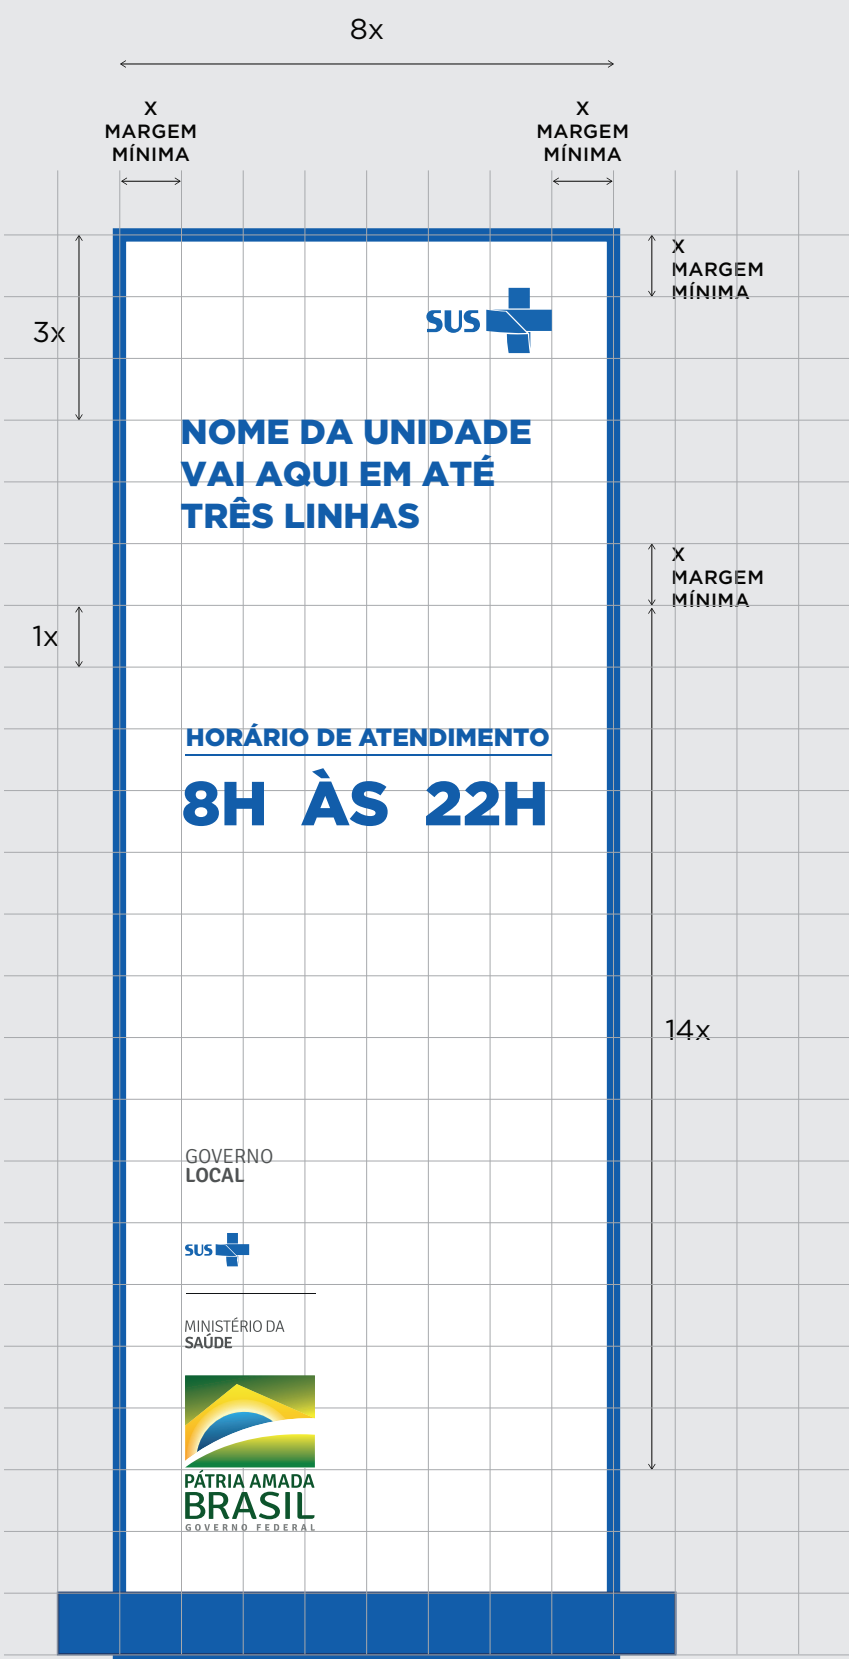 8x
X
MARGEM
MÍNIMA
X
MARGEM
MÍNIMA
X
MARGEM
MÍNIMA
3x
SUS
NOME DA UNIDADE
VAI AQUI EM ATÉ
TRÊS LINHAS
X
MARGEM
MÍNIMA
1x
HORÁRIO DE ATENDIMENTO
8H ÀS 22H
14x
GOVERNO
LOCAL
SUS
MINISTÉRIO DA
SAÚDE
PÁTRIA AMADA
BRASIL
GOVERNO FEDERAL